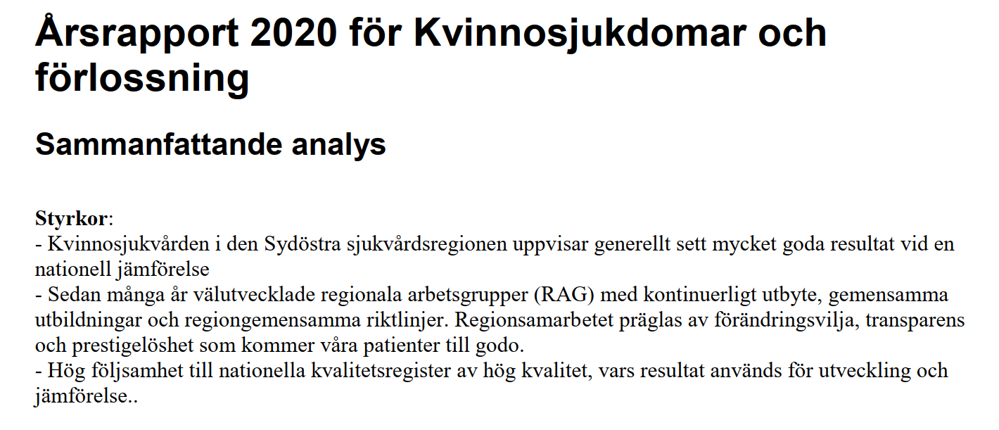 Årsrapport 2020 för Kvinnosjukdomar och
förlossning
Sammanfattande analys
Styrkor:
- Kvinnosjukvården i den Sydöstra sjukvårdsregionen uppvisar generellt sett mycket goda resultat vid en
nationell jämförelse
- Sedan många år välutvecklade regionala arbetsgrupper (RAG) med kontinuerligt utbyte, gemensamma
utbildningar och regiongemensamma riktlinjer. Regionsamarbetet präglas av förändringsvilja, transparens
och prestigelöshet som kommer våra patienter till godo.
- Hög följsamhet till nationella kvalitetsregister av hög kvalitet, vars resultat används för utveckling och
jämförelse..